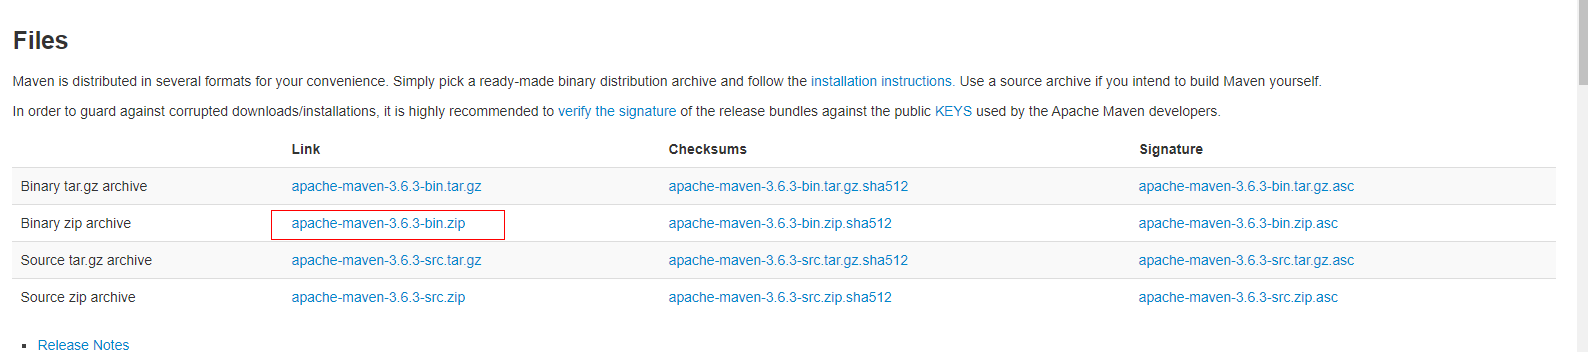 Files
Maven is distributed in several formats for your convenience. Simply pick a ready-made binary distribution archive and follow the installation instructions. Use a source archive if you intend to build Maven yourself.
In order to guard against corrupted downloads/installations, it is highly recommended to verify the signature of the release bundles against the public KEYS used by the Apache Maven developers.
Link Checksums Signature
Binary tar.gz archive apache-maven-3.6.3-bin.tar.gz apache-maven-3.6.3-bin.tar.gz.sha512 apache-maven-3.6.3-bin.tar.gz.asc
Binary zip archive apache-maven-3.6.3-bin.zip apache-maven-3.6.3-bin.zip.sha512 apache-maven-3.6.3-bin.zip.asc
Source tar.gz archive apache-maven-3.6.3-src.tar.gz apache-maven-3.6.3-src.tar.gz.sha512 apache-maven-3.6.3-src.tar.gz.asc
Source zip archive apache-maven-3.6.3-src.zip apache-maven-3.6.3-src.zip.sha512 apache-maven-3.6.3-src.zip.asc
Release Notes